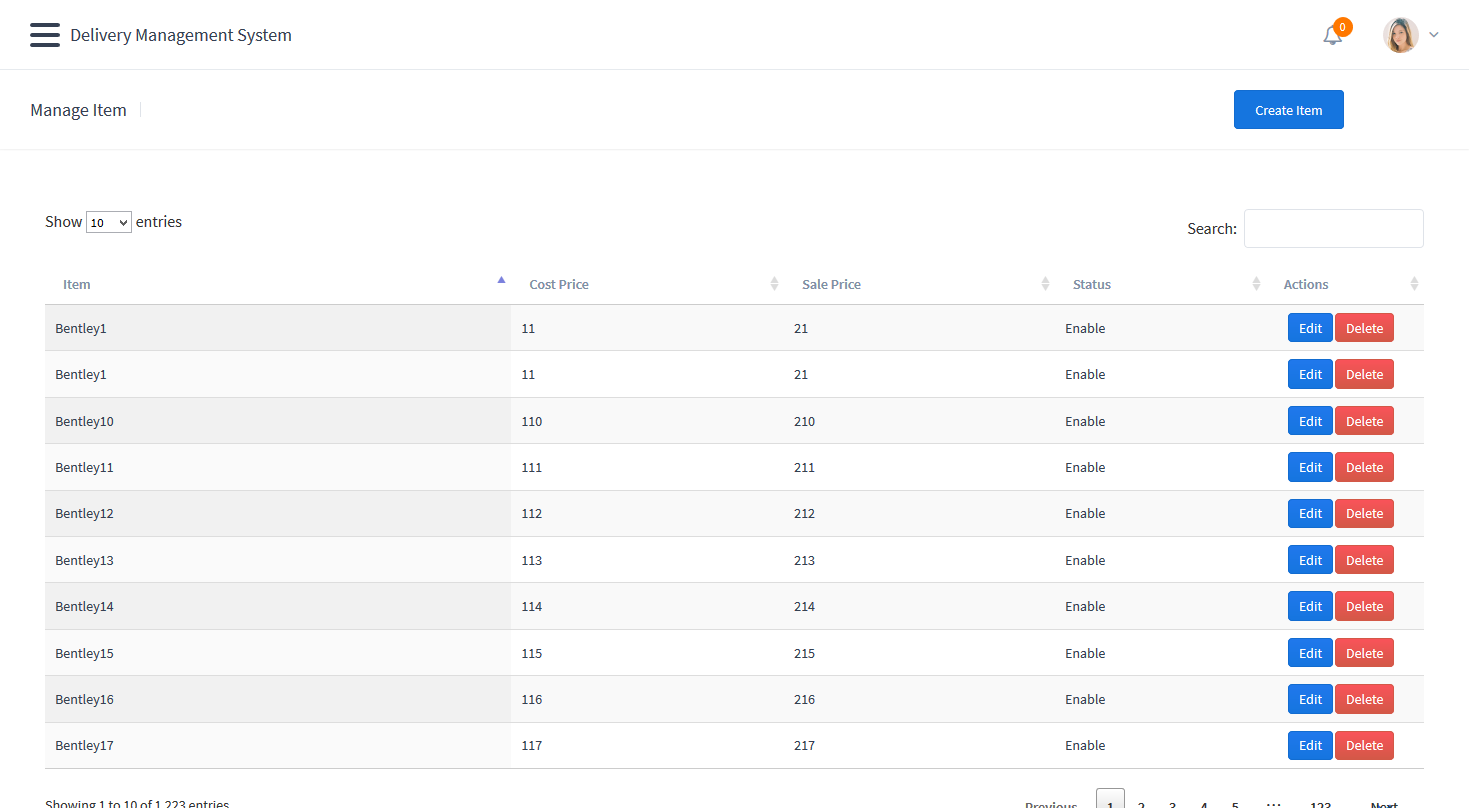 Delivery Management System
0
Manage Item
Create Item
Show 10 entries
Search:
Item Cost Price Sale Price Status Actions
Bentley1 11 21 Enable Edit Delete
Bentley1 11 21 Enable Edit Delete
Bentley10 110 210 Enable Edit Delete
Bentley11 111 211 Enable Edit Delete
Bentley12 112 212 Enable Edit Delete
Bentley13 113 213 Enable Edit Delete
Bentley14 114 214 Enable Edit Delete
Bentley15 115 215 Enable Edit Delete
Bentley16 116 216 Enable Edit Delete
Bentley17 117 217 Enable Edit Delete
Showing 1 to 10 of 1,223 entries
Previous 1 2 3 4 5 … 123 Next